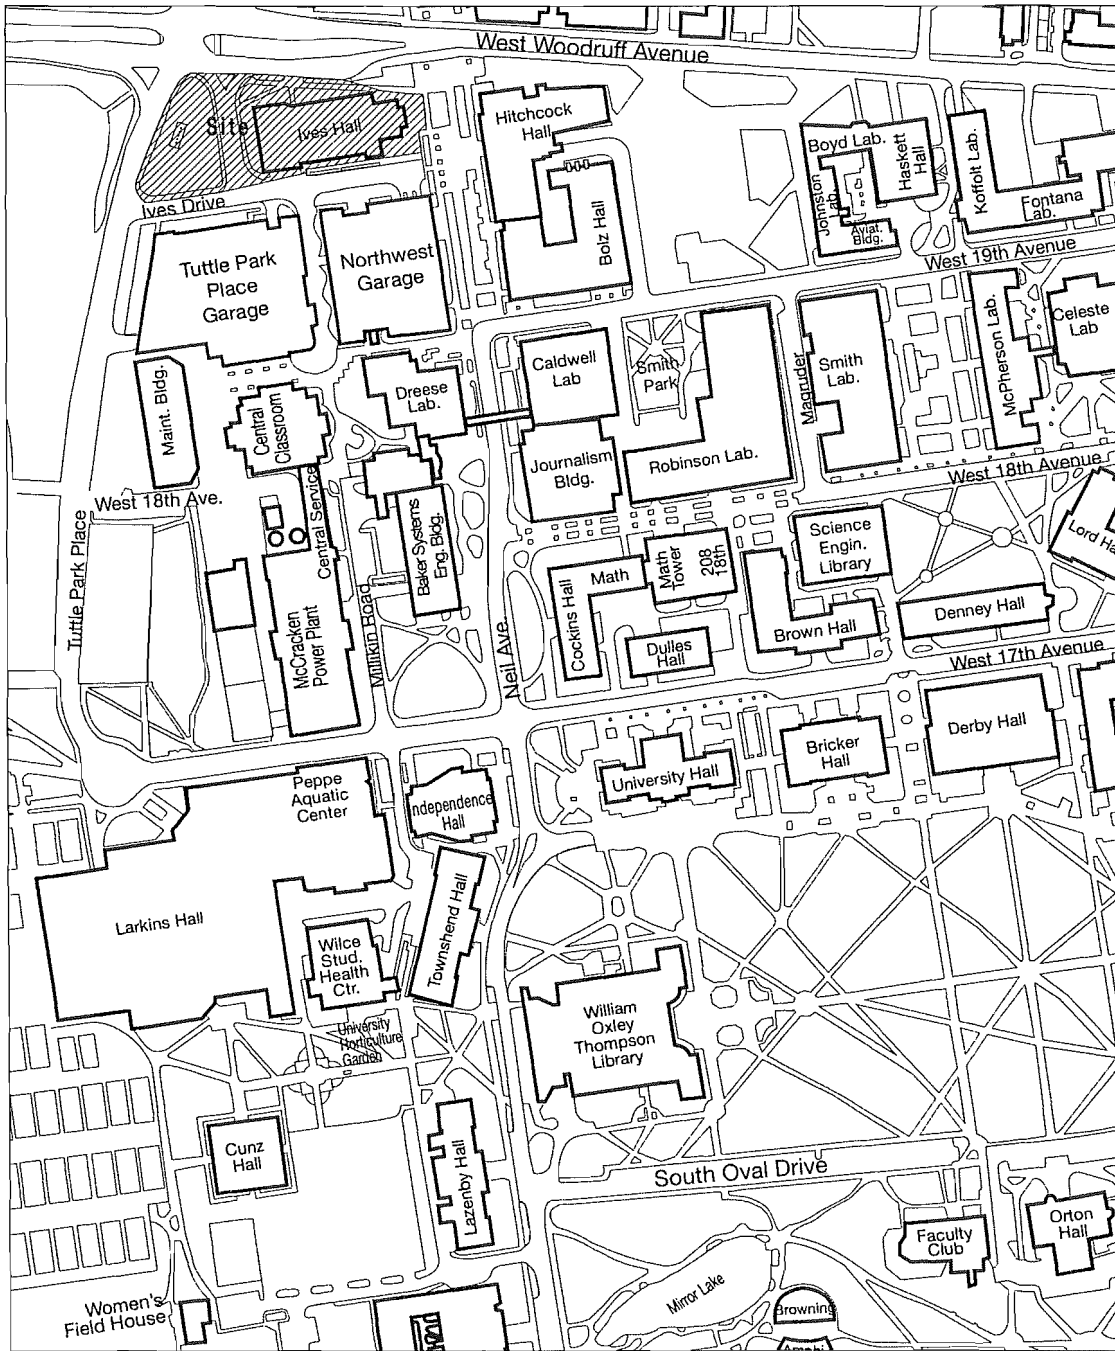 West Woodruff Avenue
Site
Ives Hall
Hitchcock
Hall
Boyd Lab.
Haskett
Hall
Johnston
Lab.
Aviat.
Bldg.
Koffolt Lab.
Fontana
Lab.
Ives Drive
Tuttle Park
Place
Garage
Northwest
Garage
Bolz Hall
West 19th Avenue
Maint. Bldg.
Central
Classroom
Dreese
Lab.
Caldwell
Lab
Smith
Park
Magruder
Smith
Lab.
McPherson Lab.
Celeste
Lab
Journalism
Bldg.
Robinson Lab.
West 18th Avenue
West 18th Ave.
Central Service
Baker Systems
Eng. Bldg.
Science
Engin.
Library
Lord Ha
Tuttle Park Place
McCracken
Power Plant
Millikin Road
Neil Ave.
Cockins Hall
Math
Math
Tower
208
18th
Dulles
Hall
Brown Hall
Denney Hall
West 17th Avenue
University Hall
Bricker
Hall
Derby Hall
Peppe
Aquatic
Center
Independence
Hall
Larkins Hall
Townshend Hall
Wilce
Stud.
Health
Ctr.
University
Horticulture
Garden
William
Oxley
Thompson
Library
Cunz
Hall
Lazenby Hall
South Oval Drive
Faculty
Club
Orton
Hall
Mirror Lake
Browning
Amphi
Women's
Field House